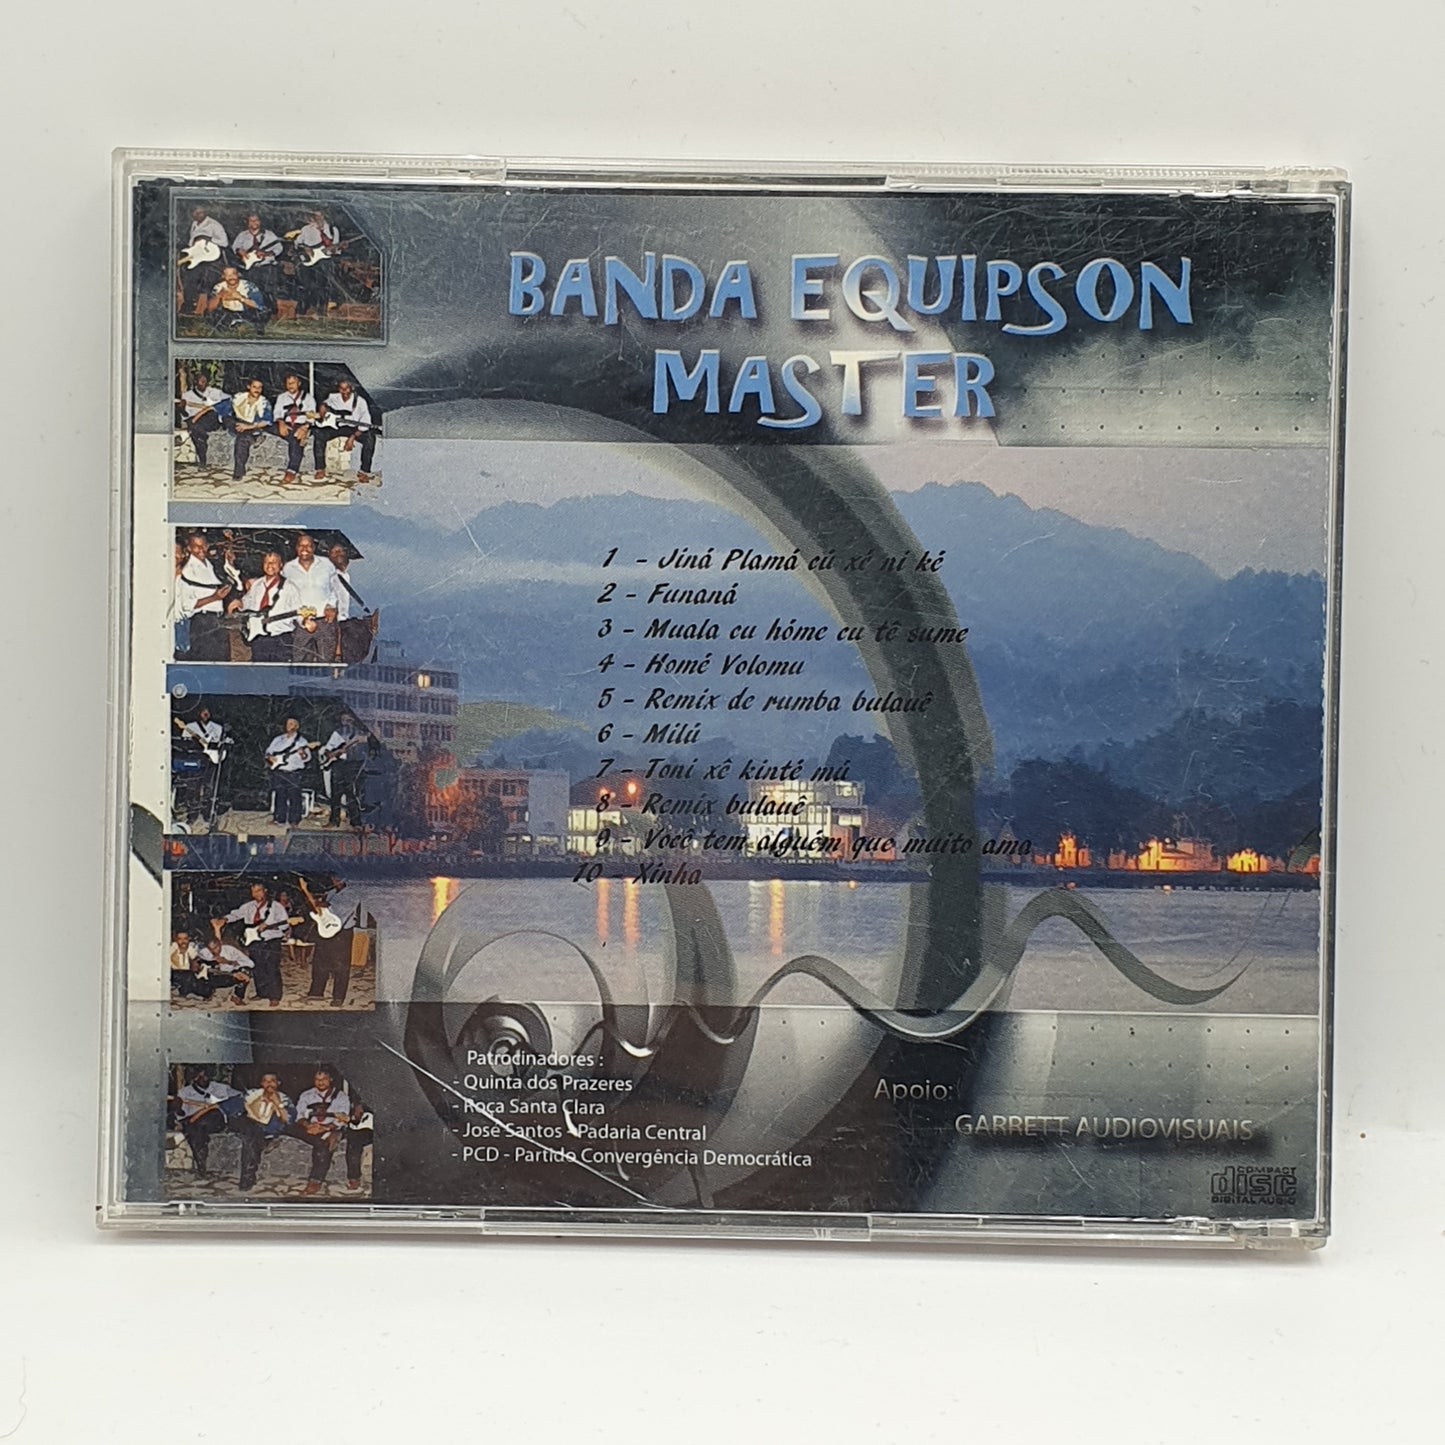 BANDA EQUIPSON
MASTER
1 - Jiná Plamá cú xé ni ké
2 - Funaná
3 - Muala cu hóme cu tê sume
4 - Homé Volomu
5 - Remix de rumba bulauê
6 - Milú
7 - Toni xê kinté mú
8 - Remix bulauê
9 - Você tem alguém que muito ama
10 - Xinha
Patrocinadores :
- Quinta dos Prazeres
- Roça Santa Clara
- José Santos - Padaria Central
- PCD - Partido Convergência Democrática
Apoio:
GARRETT AUDIOVISUAIS
COMPACT
disc
DIGITAL AUDIO